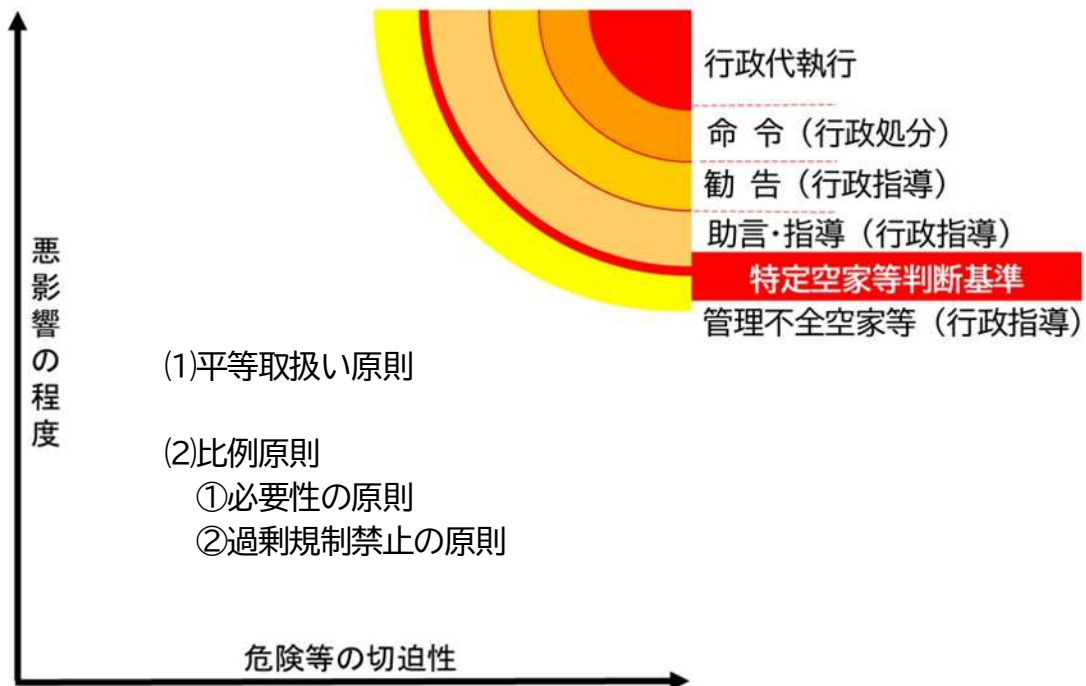 行政代執行
命 令（行政処分）
勧 告（行政指導）
助言・指導（行政指導）
特定空家等判断基準
管理不全空家等（行政指導）
悪影響の程度
⑴平等取扱い原則
⑵比例原則
①必要性の原則
②過剰規制禁止の原則
危険等の切迫性